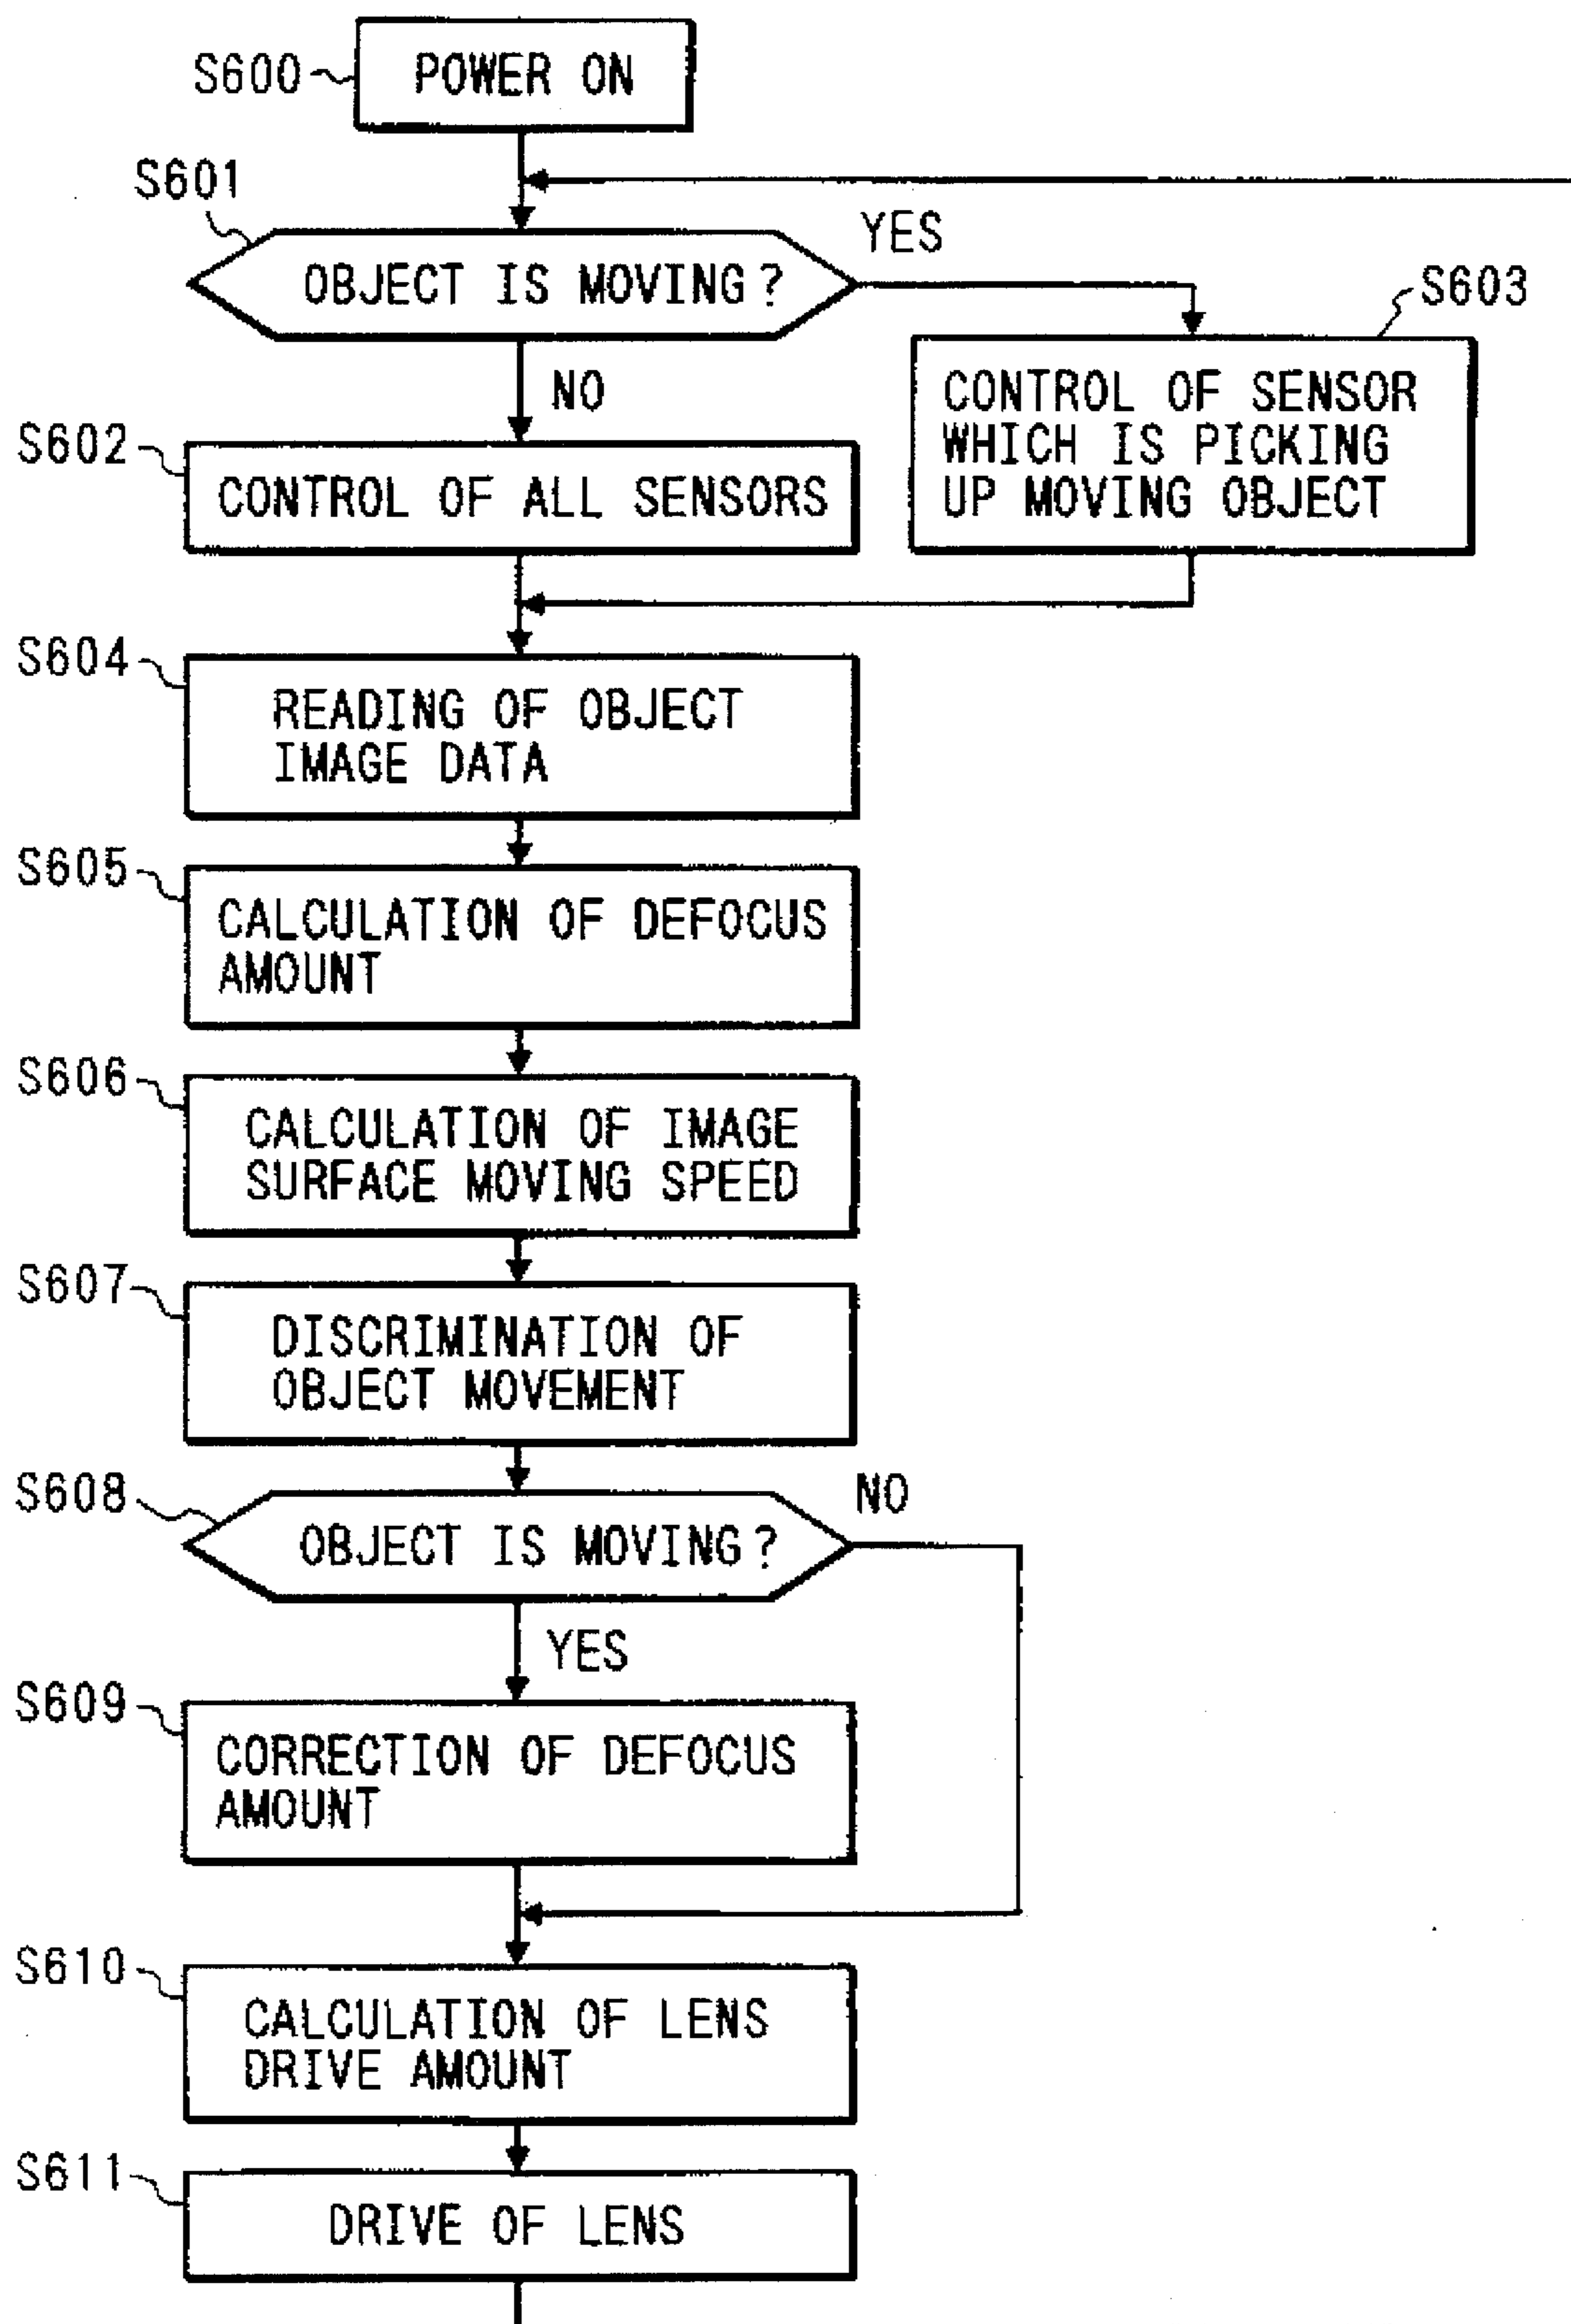 S600
POWER ON
S601
OBJECT IS MOVING?
YES
NO
S602
CONTROL OF ALL SENSORS
S603
CONTROL OF SENSOR
WHICH IS PICKING
UP MOVING OBJECT
S604
READING OF OBJECT
IMAGE DATA
S605
CALCULATION OF DEFOCUS
AMOUNT
S606
CALCULATION OF IMAGE
SURFACE MOVING SPEED
S607
DISCRIMINATION OF
OBJECT MOVEMENT
S608
OBJECT IS MOVING?
NO
YES
S609
CORRECTION OF DEFOCUS
AMOUNT
S610
CALCULATION OF LENS
DRIVE AMOUNT
S611
DRIVE OF LENS